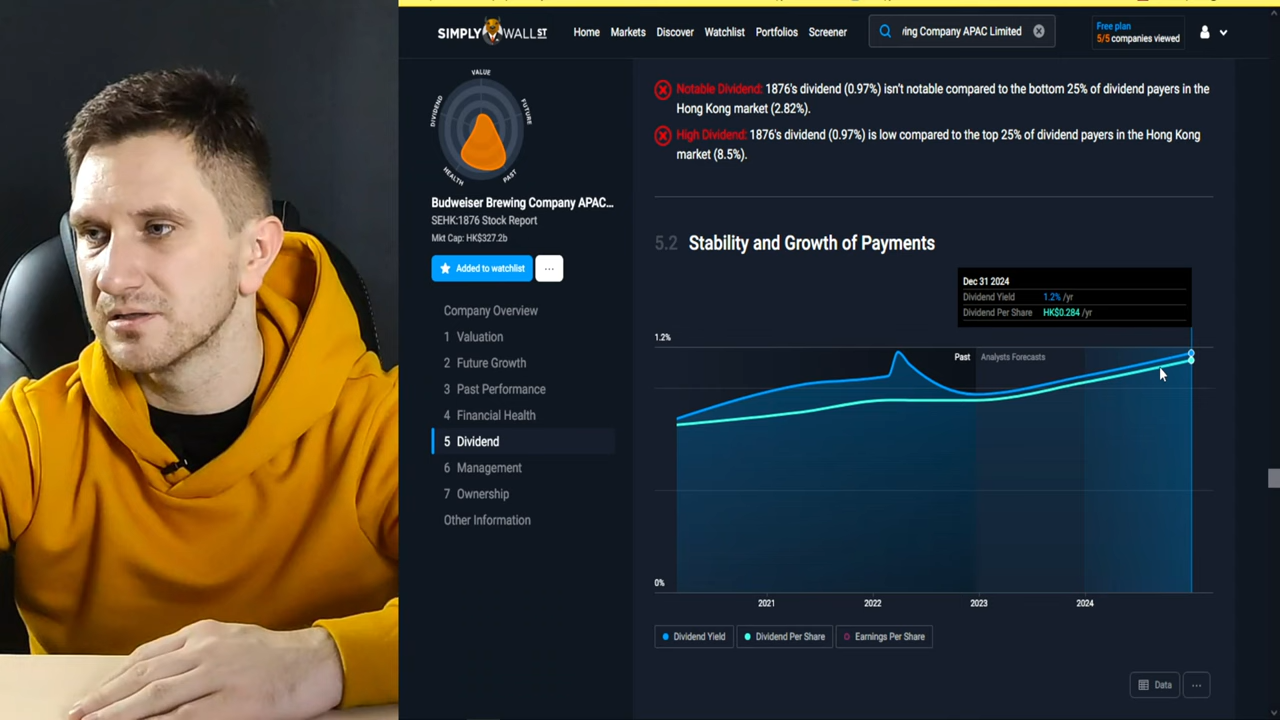 SIMPLY WALL ST
Home Markets Discover Watchlist Portfolios Screener
ing Company APAC Limited
Free plan
5/5 companies viewed
VALUE
FUTURE
PAST
HEALTH
DIVIDEND
Budweiser Brewing Company APAC...
SEHK:1876 Stock Report
Mkt Cap: HK$327.2b
Added to watchlist
...
Company Overview
1 Valuation
2 Future Growth
3 Past Performance
4 Financial Health
5 Dividend
6 Management
7 Ownership
Other Information
Notable Dividend: 1876's dividend (0.97%) isn't notable compared to the bottom 25% of dividend payers in the
Hong Kong market (2.82%).
High Dividend: 1876's dividend (0.97%) is low compared to the top 25% of dividend payers in the Hong Kong
market (8.5%).
5.2 Stability and Growth of Payments
Dec 31 2024
Dividend Yield 1.2% /yr
Dividend Per Share HK$0.284 /yr
1.2%
Past Analysts Forecasts
0%
2021 2022 2023 2024
Dividend Yield Dividend Per Share Earnings Per Share
Data ...